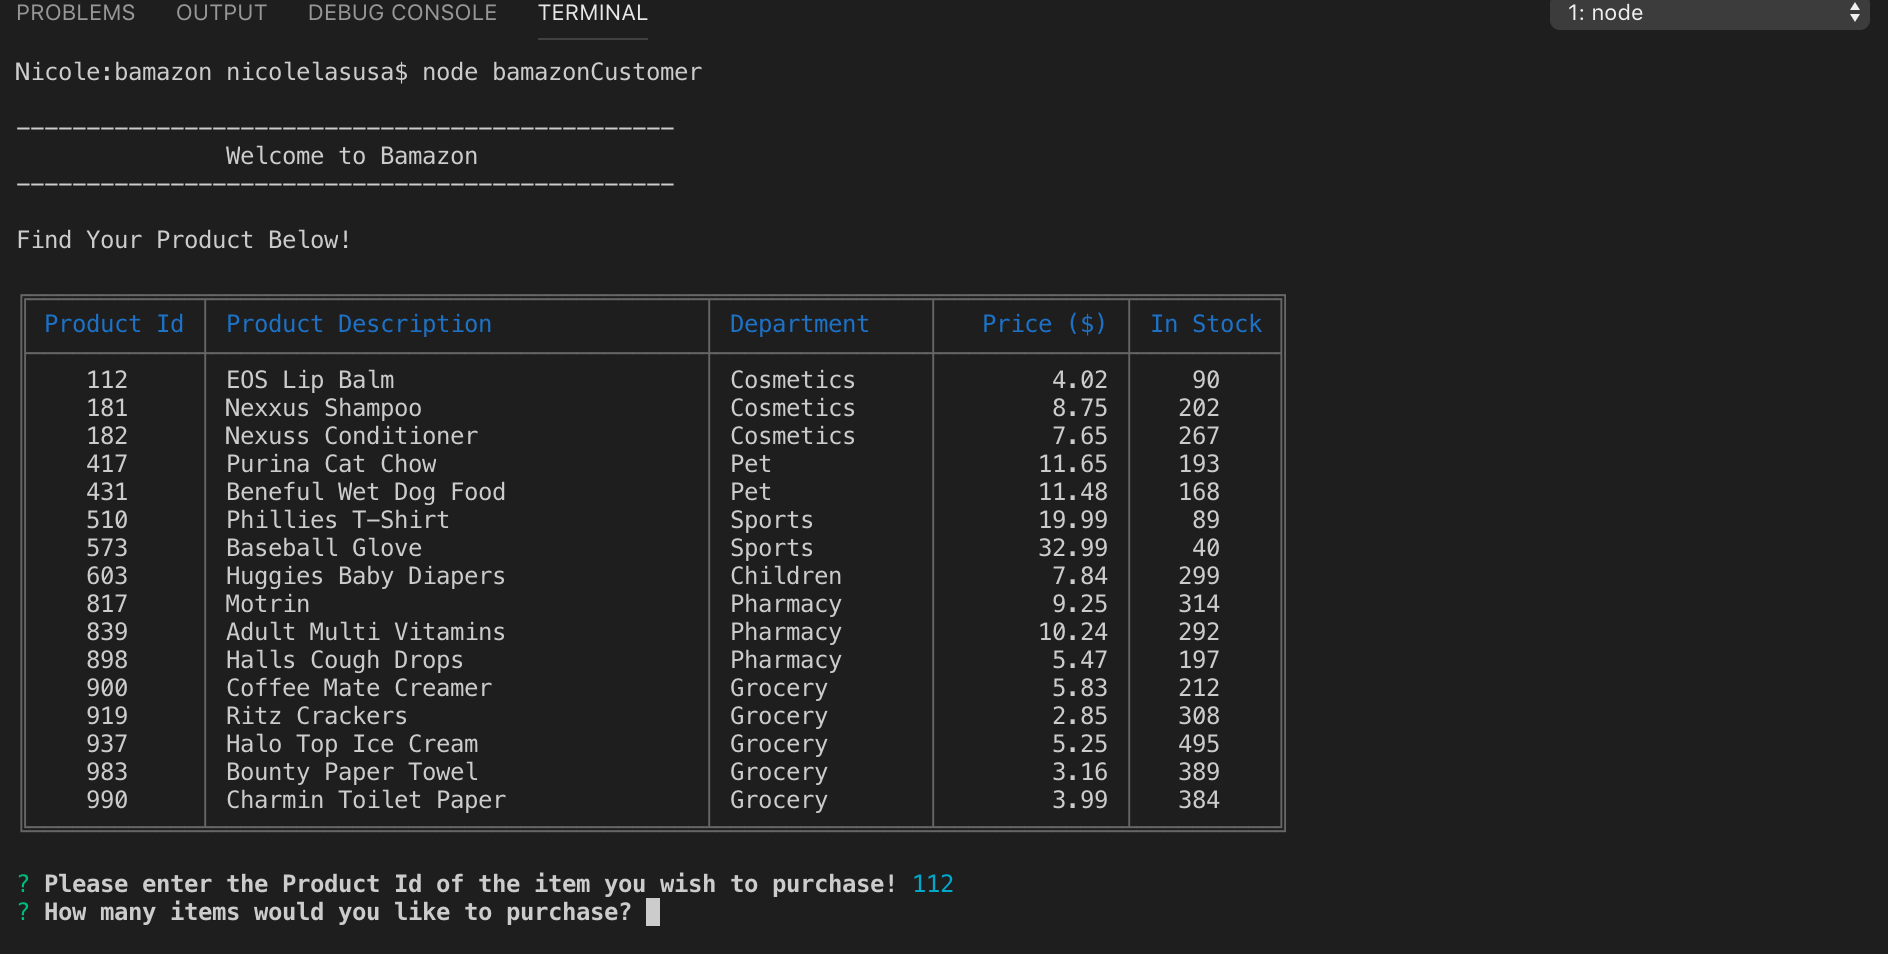 PROBLEMS OUTPUT DEBUG CONSOLE TERMINAL 1: node
Nicole:bamazon nicolelasusa$ node bamazonCustomer
-----------------------------------------------
Welcome to Bamazon
-----------------------------------------------
Find Your Product Below!
Product Id Product Description Department Price ($) In Stock
112 EOS Lip Balm Cosmetics 4.02 90
181 Nexxus Shampoo Cosmetics 8.75 202
182 Nexuss Conditioner Cosmetics 7.65 267
417 Purina Cat Chow Pet 11.65 193
431 Beneful Wet Dog Food Pet 11.48 168
510 Phillies T-Shirt Sports 19.99 89
573 Baseball Glove Sports 32.99 40
603 Huggies Baby Diapers Children 7.84 299
817 Motrin Pharmacy 9.25 314
839 Adult Multi Vitamins Pharmacy 10.24 292
898 Halls Cough Drops Pharmacy 5.47 197
900 Coffee Mate Creamer Grocery 5.83 212
919 Ritz Crackers Grocery 2.85 308
937 Halo Top Ice Cream Grocery 5.25 495
983 Bounty Paper Towel Grocery 3.16 389
990 Charmin Toilet Paper Grocery 3.99 384
? Please enter the Product Id of the item you wish to purchase! 112
? How many items would you like to purchase?